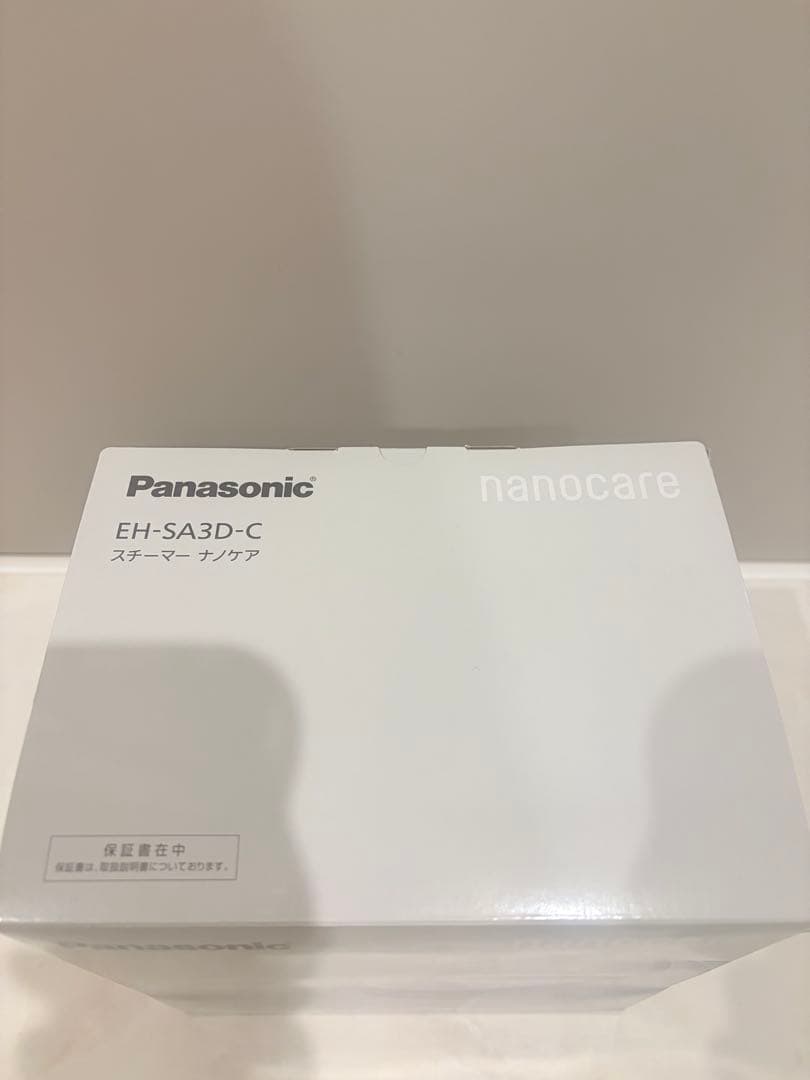 Panasonic®
nanocare
EH-SA3D-C
スチーマー ナノケア
保証書在中
保証書は、取扱説明書についております。
Panasonic